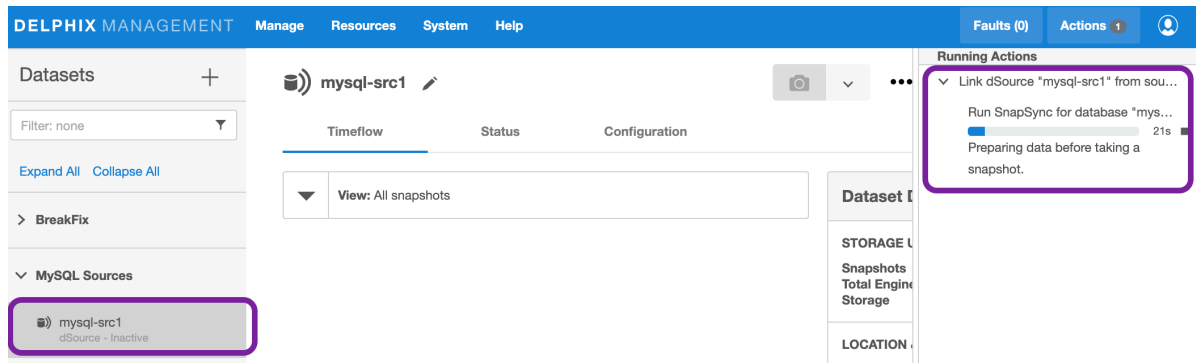 DELPHIX MANAGEMENT Manage Resources System Help Faults (0) Actions 1
Datasets
Filter: none
Expand All Collapse All
BreakFix
MySQL Sources
mysql-src1
dSource - Inactive
mysql-src1
Timeflow Status Configuration
View: All snapshots
Dataset D
STORAGE U
Snapshots
Total Engine
Storage
LOCATION
Running Actions
Link dSource "mysql-src1" from sou...
Run SnapSync for database "mys...
21s
Preparing data before taking a
snapshot.